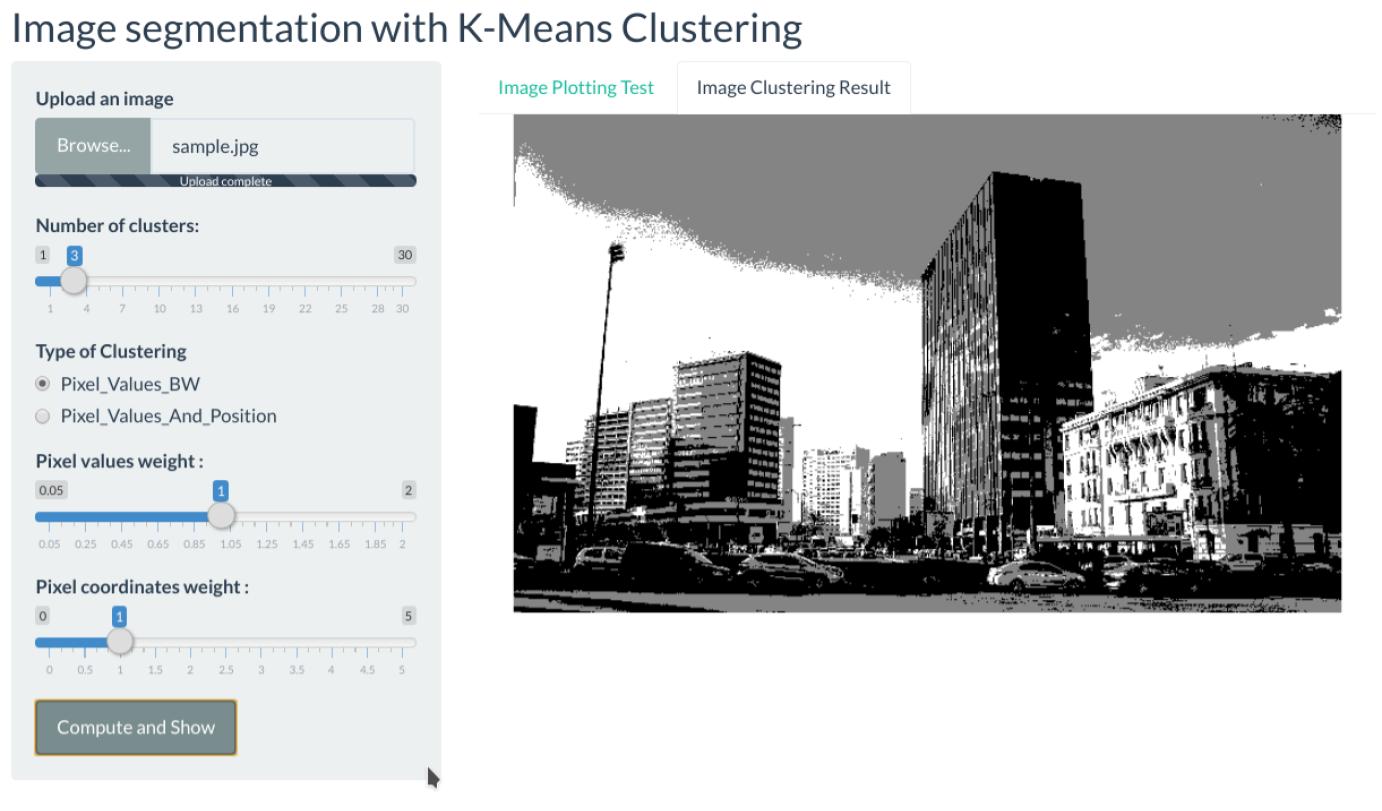 Image segmentation with K-Means Clustering
Upload an image
Browse... sample.jpg
Upload complete
Number of clusters:
1 3 30
1 4 7 10 13 16 19 22 25 28 30
Type of Clustering
Pixel_Values_BW
Pixel_Values_And_Position
Pixel values weight :
0.05 1 2
0.05 0.25 0.45 0.65 0.85 1.05 1.25 1.45 1.65 1.85 2
Pixel coordinates weight :
0 1 5
0 0.5 1 1.5 2 2.5 3 3.5 4 4.5 5
Compute and Show
Image Plotting Test Image Clustering Result